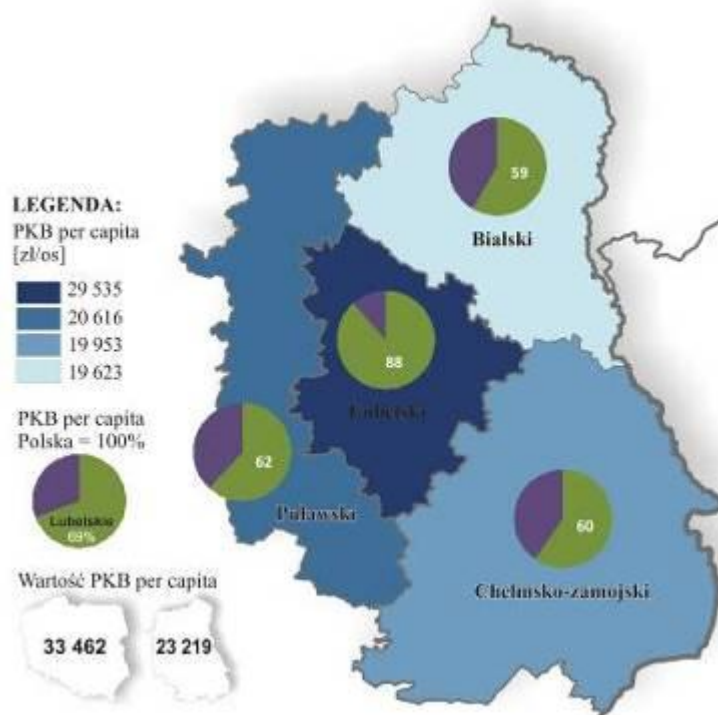 LEGENDA:
PKB per capita
[zł/os]
29 535
20 616
19 953
19 623
PKB per capita
Polska = 100%
Lubelskie
69%
Wartość PKB per capita
33 462
23 219
59
Bialski
88
Lubelski
62
Puławski
60
Chełmsko-zamojski